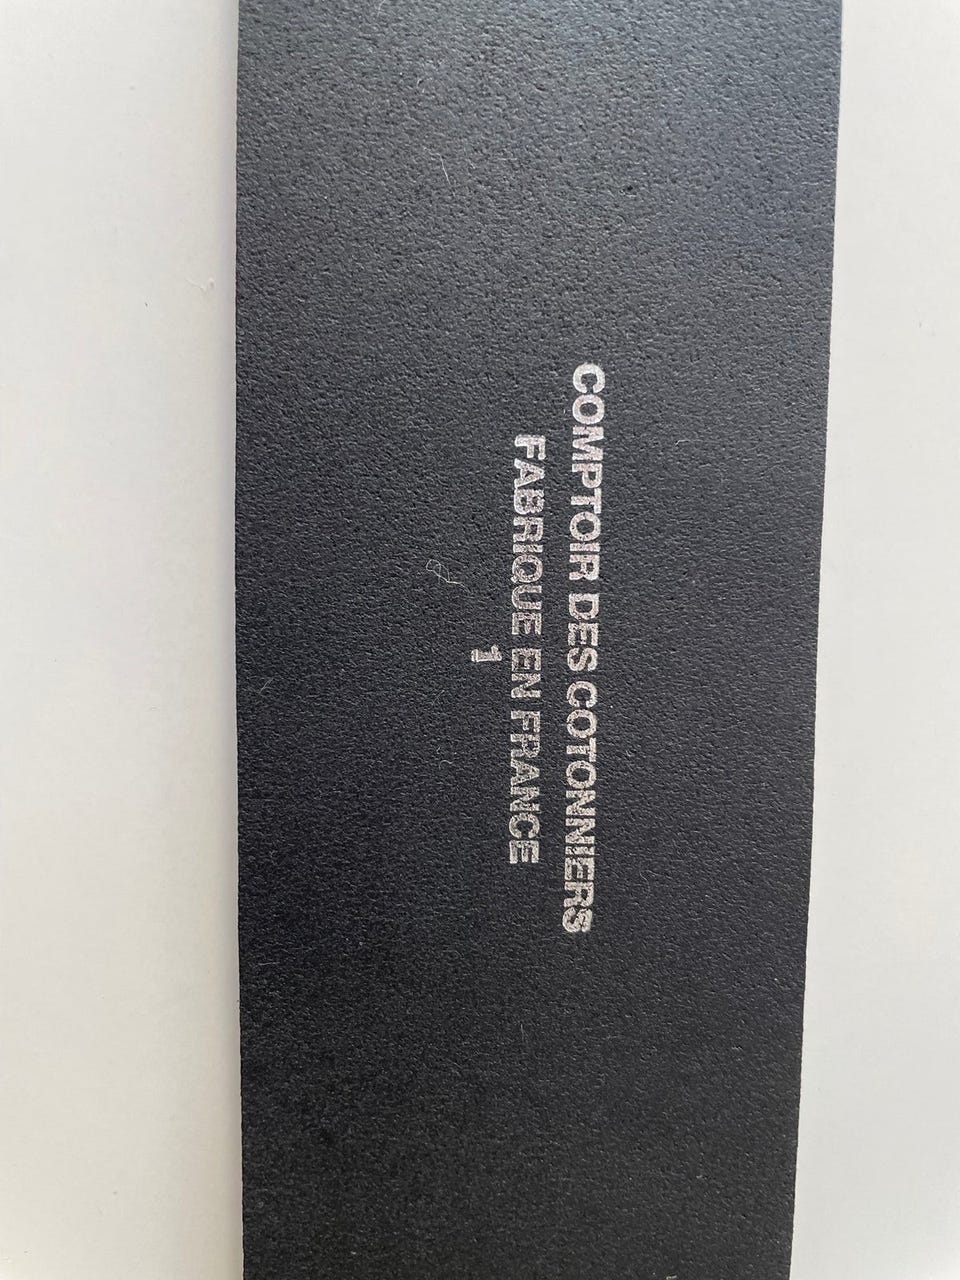 COMPTOIR DES COTONNIERS
FABRIQUE EN FRANCE
1